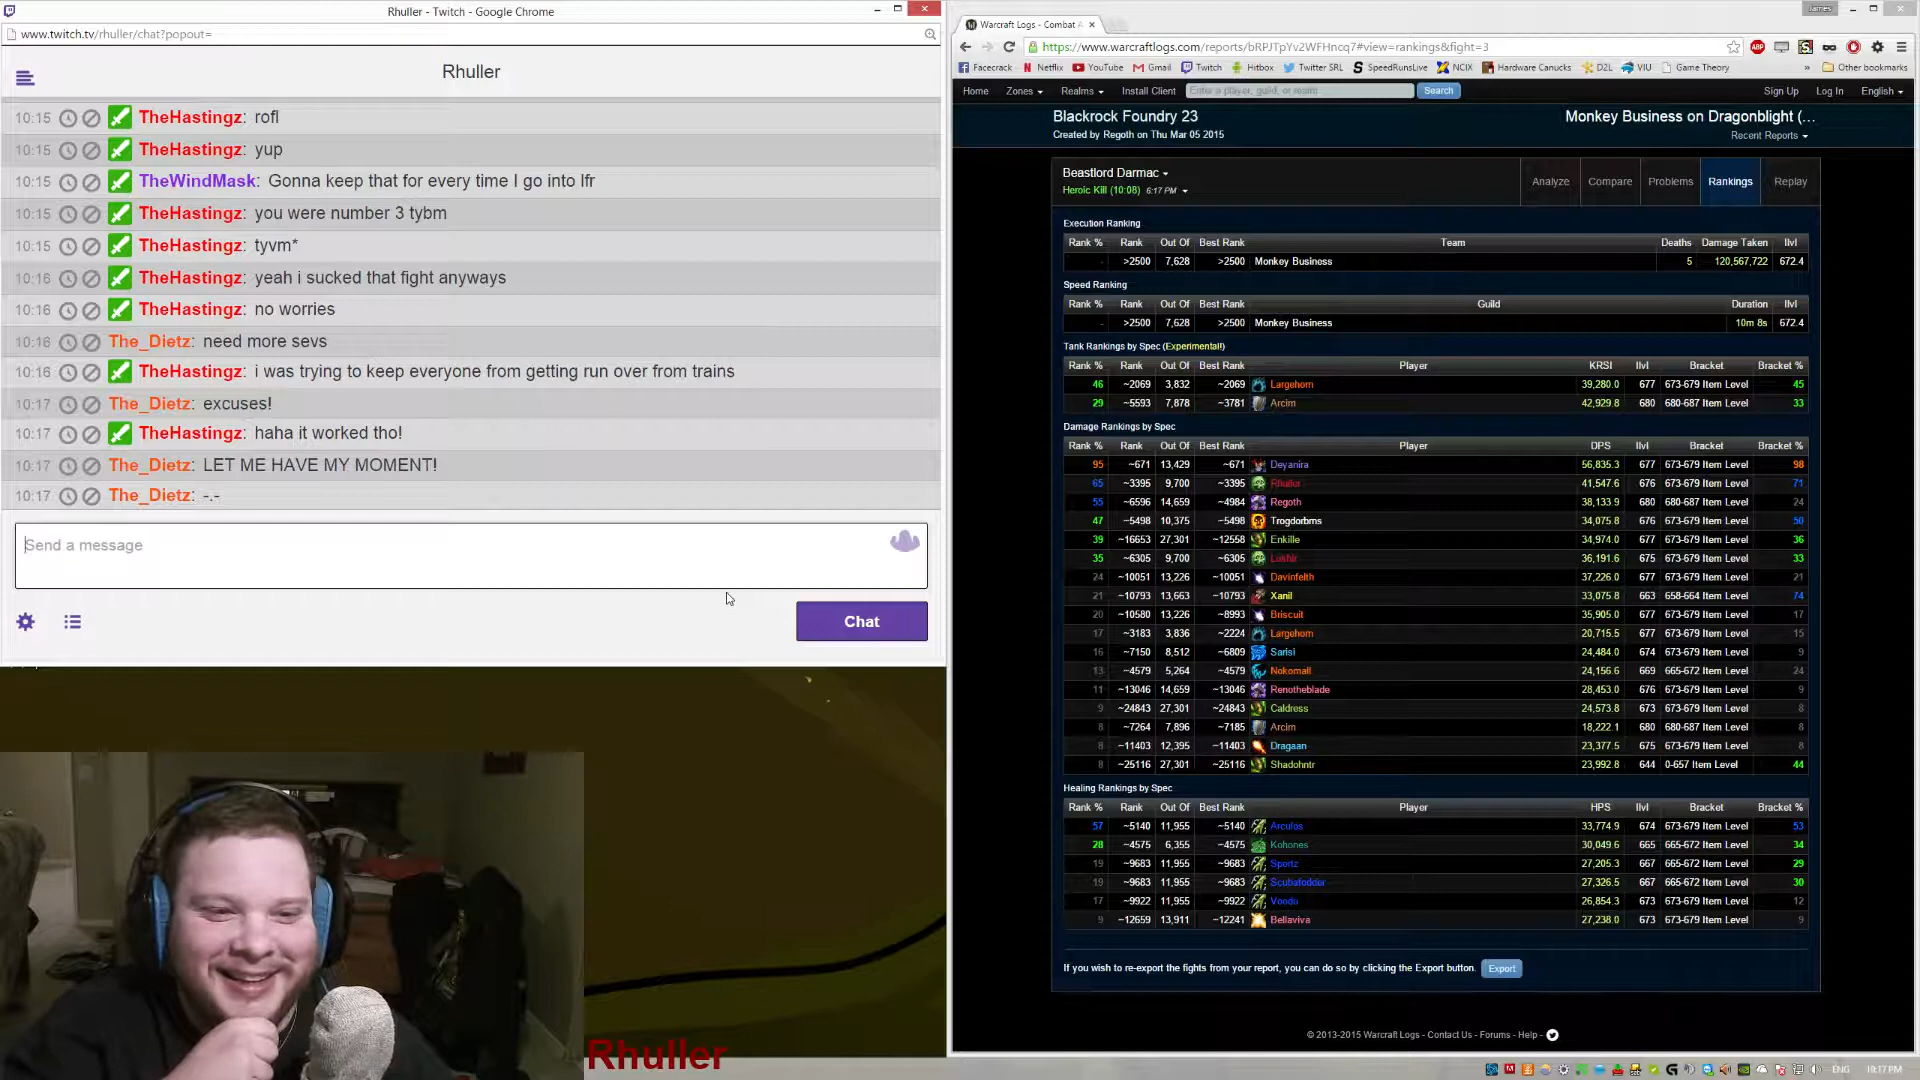 Rhuller - Twitch - Google Chrome
www.twitch.tv/rhuller/chat?popout=
Rhuller
10:15 TheHastingz: rofl
10:15 TheHastingz: yup
10:15 TheWindMask: Gonna keep that for every time I go into lfr
10:15 TheHastingz: you were number 3 tybm
10:15 TheHastingz: tyvm*
10:16 TheHastingz: yeah i sucked that fight anyways
10:16 TheHastingz: no worries
10:16 The_Dietz: need more sevs
10:16 TheHastingz: i was trying to keep everyone from getting run over from trains
10:17 The_Dietz: excuses!
10:17 TheHastingz: haha it worked tho!
10:17 The_Dietz: LET ME HAVE MY MOMENT!
10:17 The_Dietz: -.-
Send a message
Chat
Rhuller
James
Warcraft Logs - Combat
https://www.warcraftlogs.com/reports/bRPJTpYv2WFHncq7#view=rankings&fight=3
Facecrack Netflix YouTube Gmail Twitch Hitbox Twitter SRL SpeedRunsLive NCIX Hardware Canucks D2L VIU Game Theory » Other bookmarks
Home Zones Realms Install Client Enter a player, guild, or realm Search Sign Up Log In English
Blackrock Foundry 23 Monkey Business on Dragonblight (...
Created by Regoth on Thu Mar 05 2015 Recent Reports
Beastlord Darmac
Heroic Kill (10:08) 6:17 PM
Analyze Compare Problems Rankings Replay
Execution Ranking
Rank % Rank Out Of Best Rank Team Deaths Damage Taken Ilvl
- >2500 7,628 >2500 Monkey Business 5 120,567,722 672.4
Speed Ranking
Rank % Rank Out Of Best Rank Guild Duration Ilvl
- >2500 7,628 >2500 Monkey Business 10m 8s 672.4
Tank Rankings by Spec (Experimental!)
Rank % Rank Out Of Best Rank Player KRSI Ilvl Bracket Bracket %
46 ~2069 3,832 ~2069 Largehorn 39,280.0 677 673-679 Item Level 45
29 ~5593 7,878 ~3781 Arcim 42,929.8 680 680-687 Item Level 33
Damage Rankings by Spec
Rank % Rank Out Of Best Rank Player DPS Ilvl Bracket Bracket %
95 ~671 13,429 ~671 Deyanira 56,835.3 677 673-679 Item Level 98
65 ~3395 9,700 ~3395 Rhuller 41,547.6 676 673-679 Item Level 71
55 ~6596 14,659 ~4984 Regoth 38,133.9 680 680-687 Item Level 24
47 ~5498 10,375 ~5498 Trogdorbms 34,075.8 676 673-679 Item Level 50
39 ~16653 27,301 ~12558 Enkille 34,974.0 677 673-679 Item Level 36
35 ~6305 9,700 ~6305 36,191.6 675 673-679 Item Level 33
24 ~10051 13,226 ~10051 Davinfelth 37,226.0 677 673-679 Item Level 21
21 ~10793 13,663 ~10793 Xanil 33,075.8 663 658-664 Item Level 74
20 ~10580 13,226 ~8993 Briscuit 35,905.0 677 673-679 Item Level 17
17 ~3183 3,836 ~2224 Largehorn 20,715.5 677 673-679 Item Level 15
16 ~7150 8,512 ~6809 Sarisi 24,484.0 674 673-679 Item Level 9
13 ~4579 5,264 ~4579 Nokomall 24,156.6 669 665-672 Item Level 24
11 ~13046 14,659 ~13046 Renotheblade 28,453.0 676 673-679 Item Level 9
9 ~24843 27,301 ~24843 Caldress 24,573.8 673 673-679 Item Level 8
8 ~7264 7,896 ~7185 Arcim 18,222.1 680 680-687 Item Level 8
8 ~11403 12,395 ~11403 Dragaan 23,377.5 675 673-679 Item Level 8
8 ~25116 27,301 ~25116 Shadohntr 23,992.8 644 0-657 Item Level 44
Healing Rankings by Spec
Rank % Rank Out Of Best Rank Player HPS Ilvl Bracket Bracket %
57 ~5140 11,955 ~5140 Arculos 33,774.9 674 673-679 Item Level 53
28 ~4575 6,355 ~4575 Kohones 30,049.6 665 665-672 Item Level 34
19 ~9683 11,955 ~9683 Sportz 27,205.3 667 665-672 Item Level 29
19 ~9683 11,955 ~9683 27,326.5 667 665-672 Item Level 30
17 ~9922 11,955 ~9922 Voodu 26,854.3 673 673-679 Item Level 12
9 ~12659 13,911 ~12241 Bellaviva 27,238.0 673 673-679 Item Level 9
If you wish to re-export the fights from your report, you can do so by clicking the Export button. Export
© 2013-2015 Warcraft Logs - Contact Us - Forums - Help -
ENG 10:17 PM